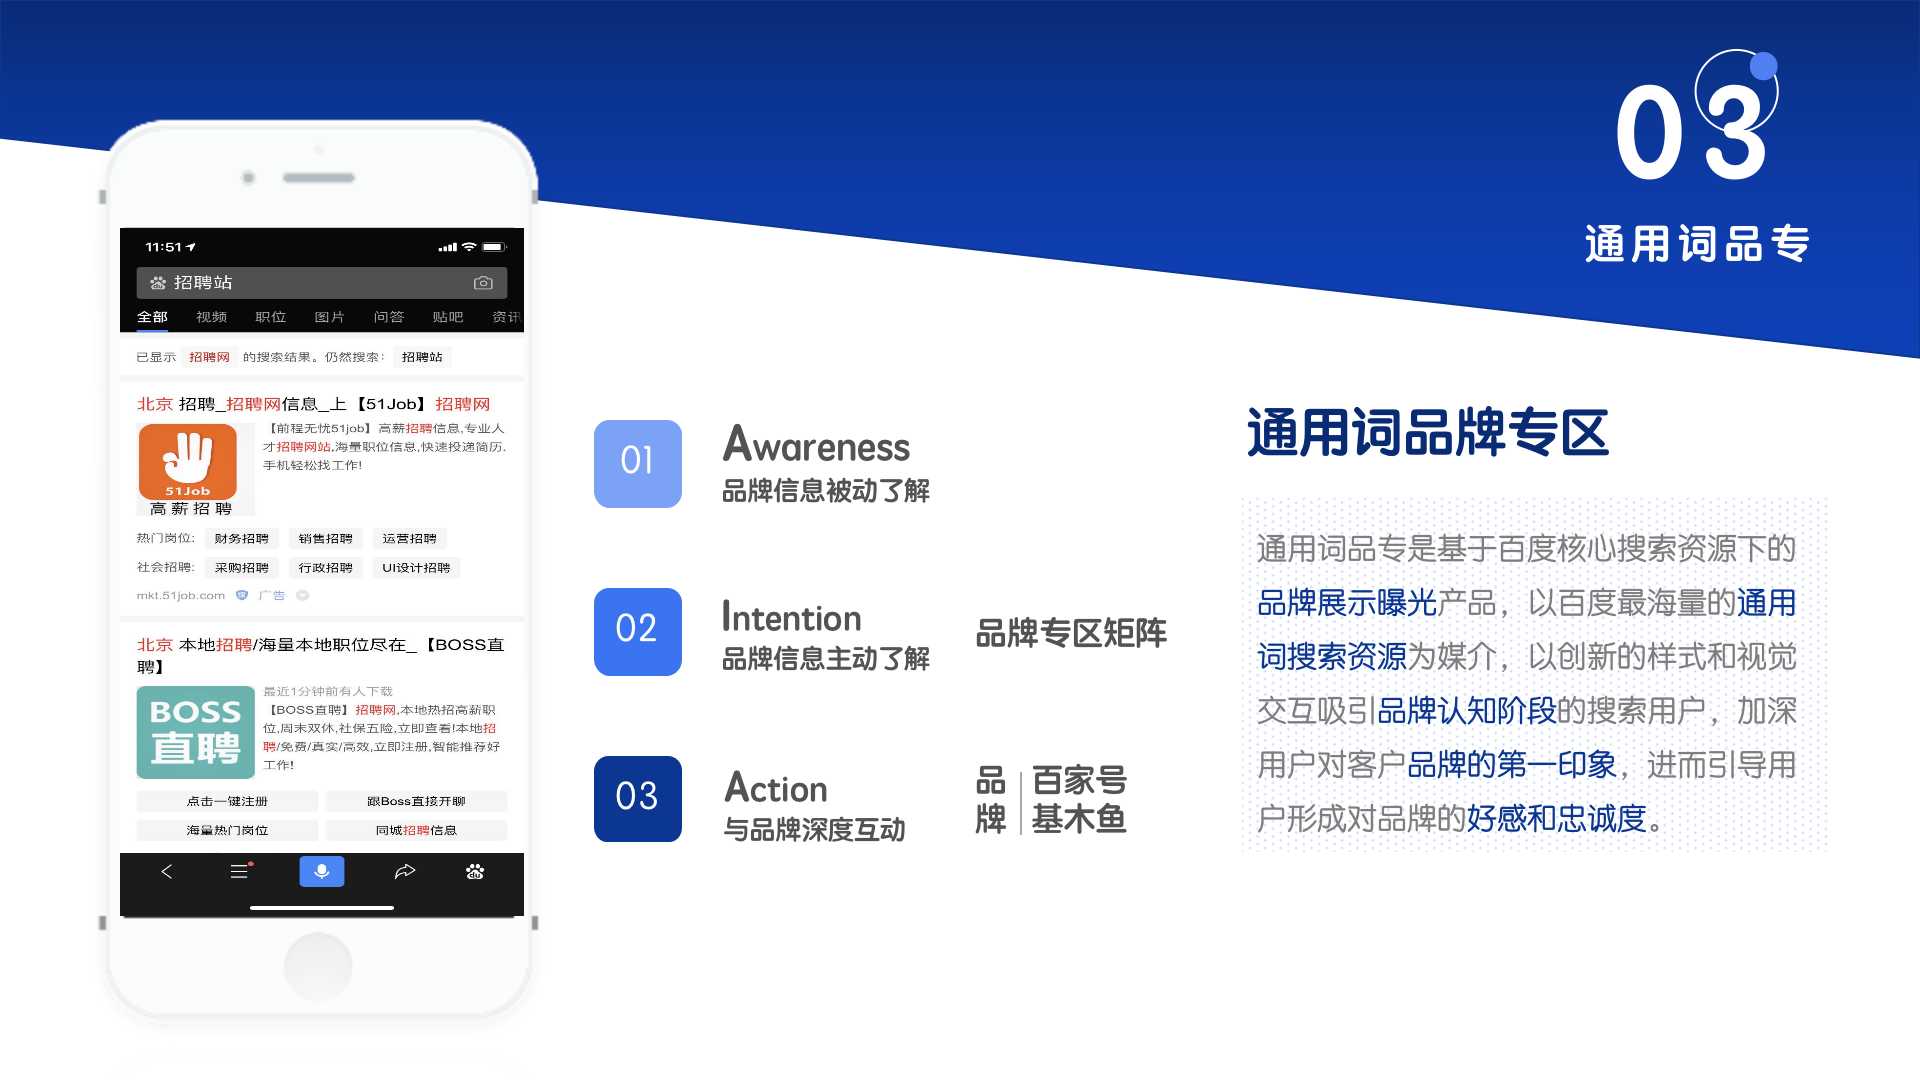 03
通用词品专
11:51
招聘站
全部 视频 职位 图片 问答 贴吧 资讯
已显示 招聘网 的搜索结果。仍然搜索: 招聘站
北京 招聘_招聘网信息_上【51Job】招聘网
【前程无忧51job】高薪招聘信息,专业人
才招聘网站,海量职位信息,快速投递简历.
手机轻松找工作!
51Job
高薪招聘
热门岗位: 财务招聘 销售招聘 运营招聘
社会招聘: 采购招聘 行政招聘 UI设计招聘
mkt.51job.com 广告
北京 本地招聘/海量本地职位尽在_【BOSS直
聘】
BOSS
直聘
最近1分钟前有人下载
【BOSS直聘】招聘网,本地热招高薪职
位,周末双休,社保五险,立即查看!本地招
聘/免费/真实/高效,立即注册,智能推荐好
工作!
点击一键注册 跟Boss直接开聊
海量热门岗位 同城招聘信息
du
01
Awareness
品牌信息被动了解
02
Intention
品牌信息主动了解
品牌专区矩阵
03
Action
与品牌深度互动
品牌
百家号
基木鱼
通用词品牌专区
通用词品专是基于百度核心搜索资源下的
品牌展示曝光产品，以百度最海量的通用
词搜索资源为媒介，以创新的样式和视觉
交互吸引品牌认知阶段的搜索用户，加深
用户对客户品牌的第一印象，进而引导用
户形成对品牌的好感和忠诚度。